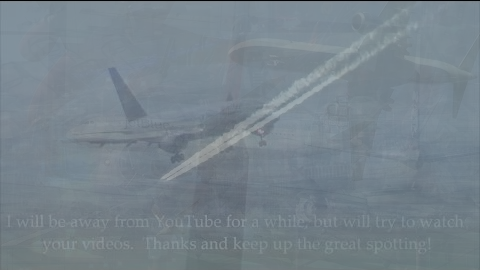 I will be away from YouTube for a while, but will try to watch
your videos.  Thanks and keep up the great spotting!